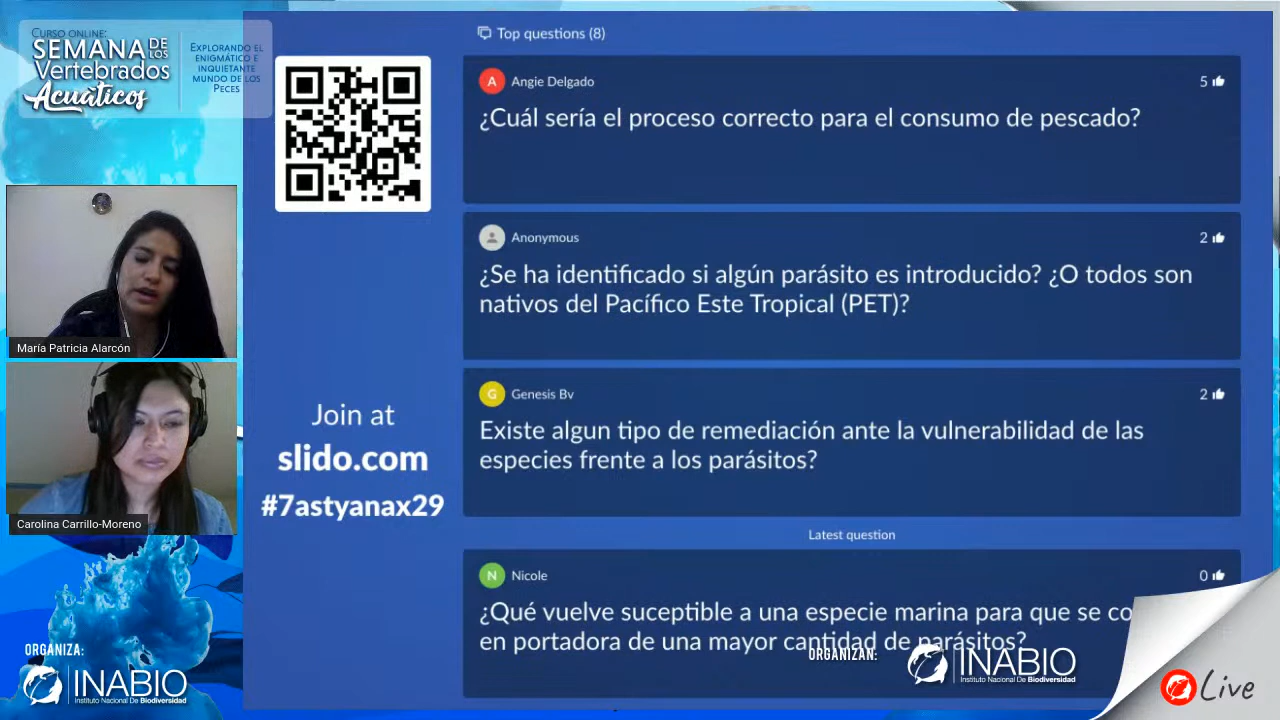 CURSO ONLINE:
SEMANA DE LOS
Vertebrados
Acuàticos
EXPLORANDO EL
ENIGMÁTICO E
INQUIETANTE
MUNDO DE LOS
PECES
María Patricia Alarcón
Carolina Carrillo-Moreno
ORGANIZA:
INABIO
Instituto Nacional De Biodiversidad
Join at
slido.com
#7astyanax29
Top questions (8)
A Angie Delgado 5
¿Cuál sería el proceso correcto para el consumo de pescado?
Anonymous 2
¿Se ha identificado si algún parásito es introducido? ¿O todos son
nativos del Pacífico Este Tropical (PET)?
G Genesis Bv 2
Existe algun tipo de remediación ante la vulnerabilidad de las
especies frente a los parásitos?
Latest question
N Nicole 0
¿Qué vuelve suceptible a una especie marina para que se co
en portadora de una mayor cantidad de parásitos?
ORGANIZAN:
INABIO
Instituto Nacional De Biodiversidad
Live